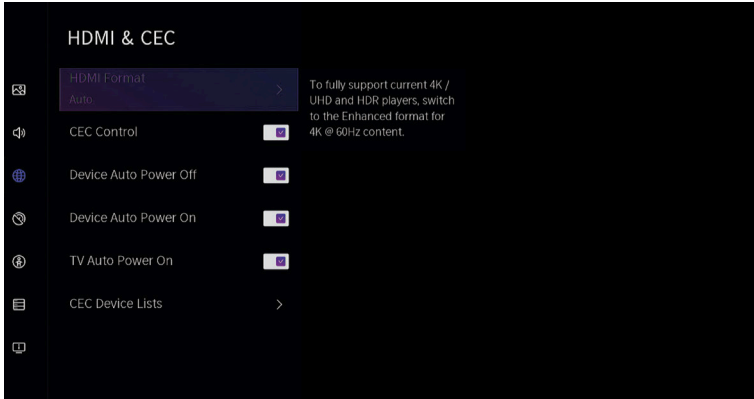 HDMI & CEC
HDMI Format
Auto
To fully support current 4K /
UHD and HDR players, switch
to the Enhanced format for
4K @ 60Hz content.
CEC Control
Device Auto Power Off
Device Auto Power On
TV Auto Power On
CEC Device Lists